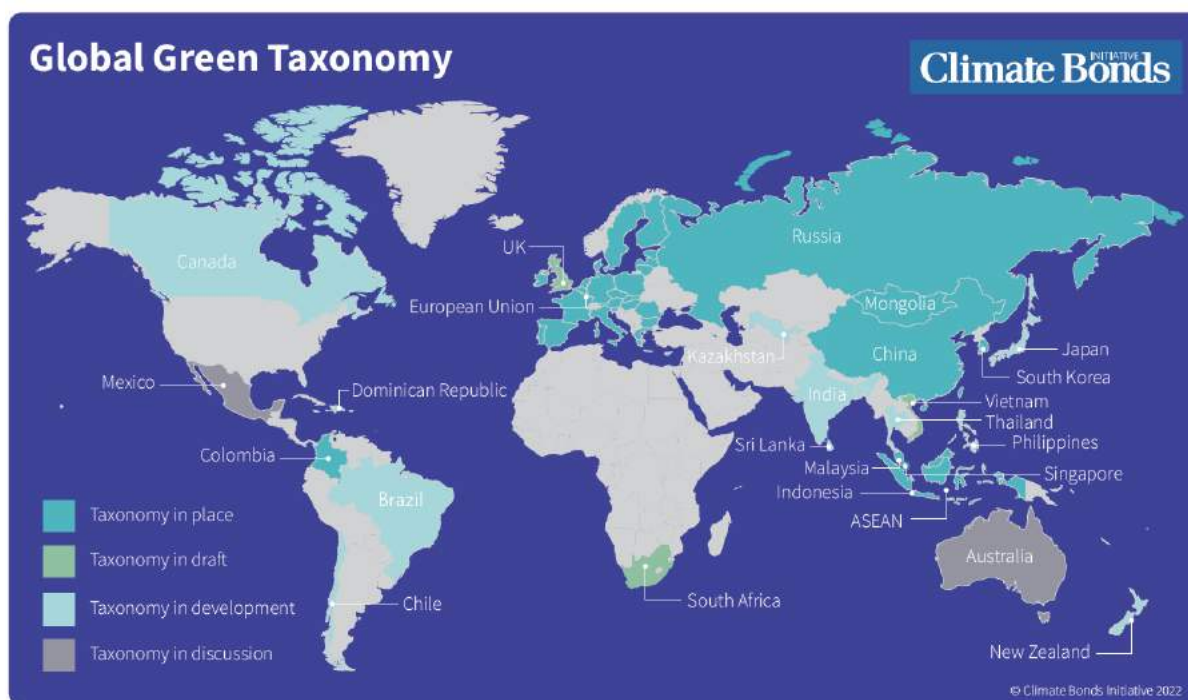 Global Green Taxonomy
INITIATIVE
Climate Bonds
Canada
UK
European Union
Russia
Mongolia
Kazakhstan
China
Japan
South Korea
Mexico
Dominican Republic
India
Vietnam
Thailand
Colombia
Sri Lanka
Philippines
Malaysia
Singapore
Brazil
Indonesia
ASEAN
Taxonomy in place
Taxonomy in draft
Taxonomy in development
Taxonomy in discussion
Chile
South Africa
Australia
New Zealand
© Climate Bonds Initiative 2022